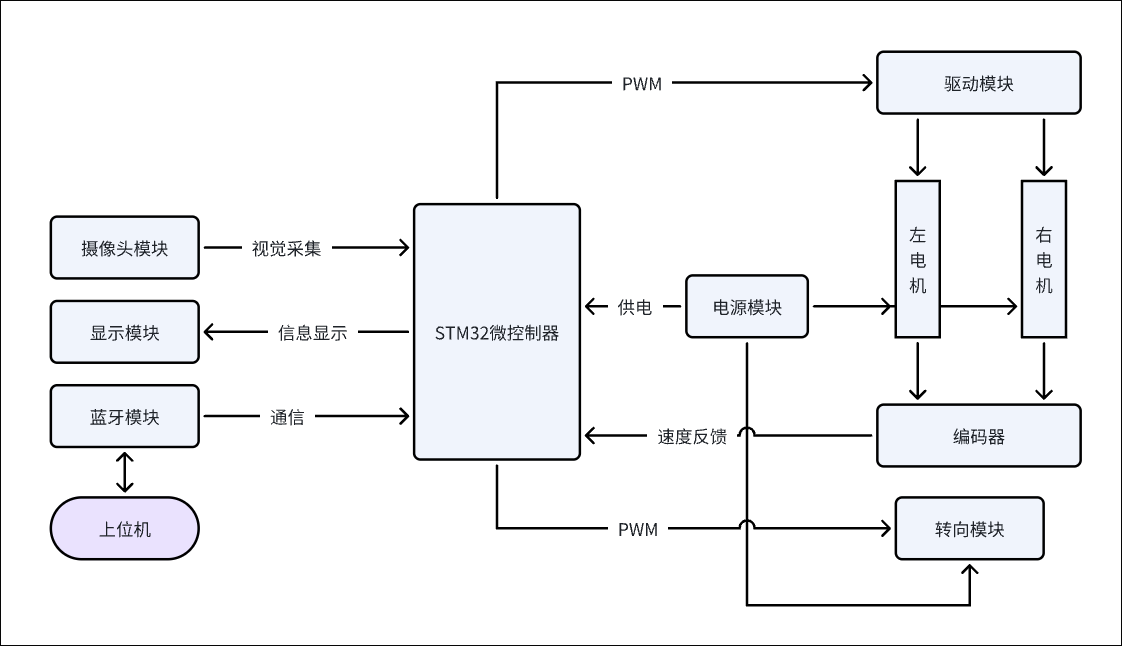 PWM
驱动模块
左
电
机
右
电
机
摄像头模块
视觉采集
显示模块
信息显示
STM32微控制器
供电
电源模块
蓝牙模块
通信
速度反馈
编码器
上位机
PWM
转向模块